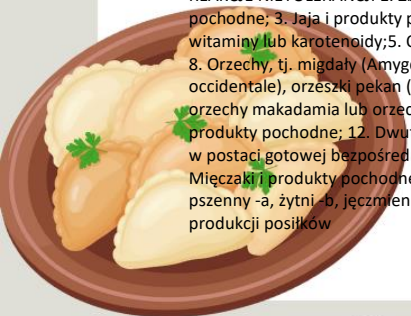 pochodne; 3. Jaja i produkty p
witaminy lub karotenoidy;5. 
8. Orzechy, tj. migdały (Amyg
occidentale), orzeszki pekan (
orzechy makadamia lub orzec
produkty pochodne; 12. Dwut
w postaci gotowej bezpośred
Mięczaki i produkty pochodne
pszenny -a, żytni -b, jęczmien
produkcji posiłków